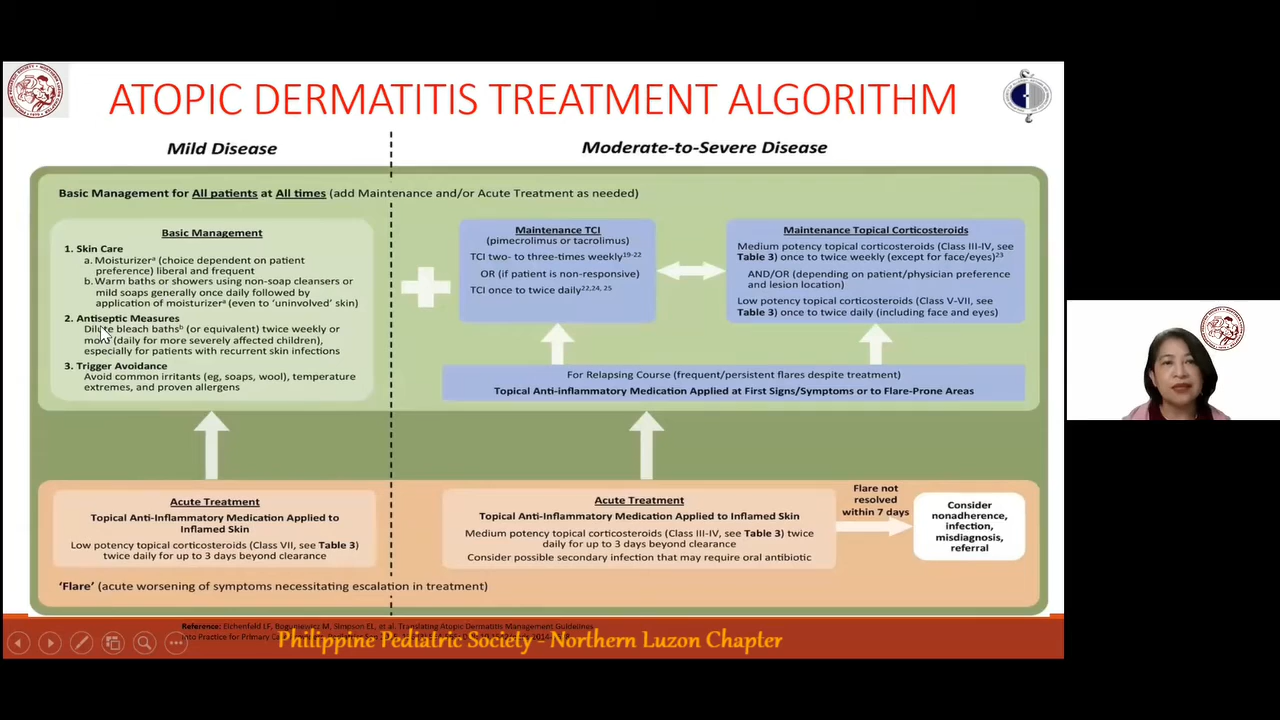 ATOPIC DERMATITIS TREATMENT ALGORITHM
Mild Disease
Moderate-to-Severe Disease
Basic Management for All patients at All times (add Maintenance and/or Acute Treatment as needed)
Basic Management
1. Skin Care
a. Moisturizerᵃ (choice dependent on patient
preference) liberal and frequent
b. Warm baths or showers using non-soap cleansers or
mild soaps generally once daily followed by
application of moisturizerᵃ (even to 'uninvolved' skin)
2. Antiseptic Measures
Dilute bleach bathsᵇ (or equivalent) twice weekly or
more (daily for more severely affected children),
especially for patients with recurrent skin infections
3. Trigger Avoidance
Avoid common irritants (eg, soaps, wool), temperature
extremes, and proven allergens
Maintenance TCI
(pimecrolimus or tacrolimus)
TCI two- to three-times weekly¹⁹⁻²²
OR (if patient is non-responsive)
TCI once to twice daily²²,²⁴, ²⁵
Maintenance Topical Corticosteroids
Medium potency topical corticosteroids (Class III-IV, see
Table 3) once to twice weekly (except for face/eyes)²³
AND/OR (depending on patient/physician preference
and lesion location)
Low potency topical corticosteroids (Class V-VII, see
Table 3) once to twice daily (including face and eyes)
For Relapsing Course (frequent/persistent flares despite treatment)
Topical Anti-inflammatory Medication Applied at First Signs/Symptoms or to Flare-Prone Areas
Acute Treatment
Topical Anti-Inflammatory Medication Applied to
Inflamed Skin
Low potency topical corticosteroids (Class VII, see Table 3)
twice daily for up to 3 days beyond clearance
Acute Treatment
Topical Anti-Inflammatory Medication Applied to Inflamed Skin
Medium potency topical corticosteroids (Class III-IV, see Table 3) twice
daily for up to 3 days beyond clearance
Consider possible secondary infection that may require oral antibiotic
Flare not
resolved
within 7 days
Consider
nonadherence,
infection,
misdiagnosis,
referral
'Flare' (acute worsening of symptoms necessitating escalation in treatment)
Reference: Eichenfeld LF, Boguniewicz M, Simpson EL, et al. Translating Atopic Dermatitis Management Guidelines
Into Practice for Primary Care
Philippine Pediatric Society - Northern Luzon Chapter